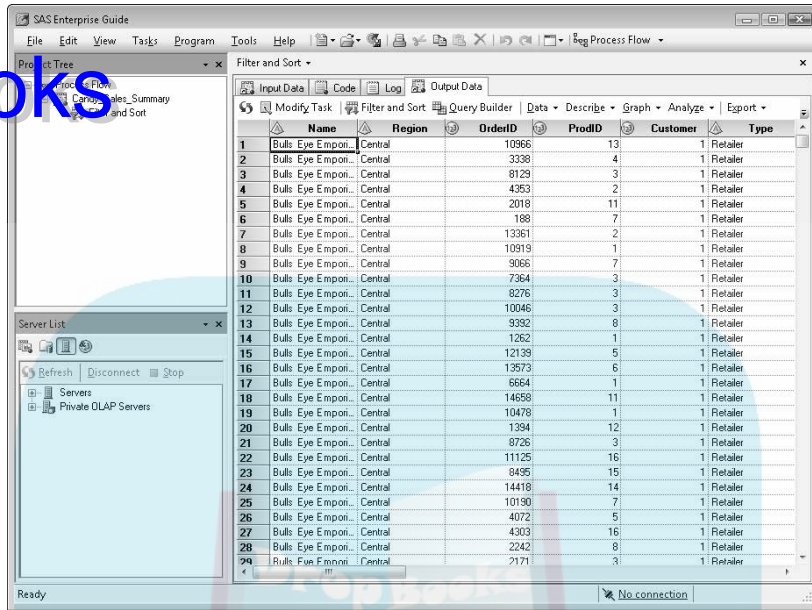 SAS Enterprise Guide
File Edit View Tasks Program Tools Help Process Flow
Project Tree
Process Flow
Candy_Sales_Summary
Filter and Sort
oks
Filter and Sort
Input Data Code Log Output Data
Modify Task Filter and Sort Query Builder Data Describe Graph Analyze Export
Name Region OrderID ProdID Customer Type
1 Bulls Eye Empori... Central 10966 13 1 Retailer
2 Bulls Eye Empori... Central 3338 4 1 Retailer
3 Bulls Eye Empori... Central 8129 3 1 Retailer
4 Bulls Eye Empori... Central 4353 2 1 Retailer
5 Bulls Eye Empori... Central 2018 11 1 Retailer
6 Bulls Eye Empori... Central 188 7 1 Retailer
7 Bulls Eye Empori... Central 13361 2 1 Retailer
8 Bulls Eye Empori... Central 10919 1 1 Retailer
9 Bulls Eye Empori... Central 9066 7 1 Retailer
10 Bulls Eye Empori... Central 7364 3 1 Retailer
11 Bulls Eye Empori... Central 8276 3 1 Retailer
12 Bulls Eye Empori... Central 10046 3 1 Retailer
13 Bulls Eye Empori... Central 9392 8 1 Retailer
14 Bulls Eye Empori... Central 1262 1 1 Retailer
15 Bulls Eye Empori... Central 12139 5 1 Retailer
16 Bulls Eye Empori... Central 13573 6 1 Retailer
17 Bulls Eye Empori... Central 6664 1 1 Retailer
18 Bulls Eye Empori... Central 14658 11 1 Retailer
19 Bulls Eye Empori... Central 10478 1 1 Retailer
20 Bulls Eye Empori... Central 1394 12 1 Retailer
21 Bulls Eye Empori... Central 8726 3 1 Retailer
22 Bulls Eye Empori... Central 11125 16 1 Retailer
23 Bulls Eye Empori... Central 8495 15 1 Retailer
24 Bulls Eye Empori... Central 14418 14 1 Retailer
25 Bulls Eye Empori... Central 10190 7 1 Retailer
26 Bulls Eye Empori... Central 4072 5 1 Retailer
27 Bulls Eye Empori... Central 4303 16 1 Retailer
28 Bulls Eye Empori... Central 2242 8 1 Retailer
29 Bulls Eye Empori... Central 2171 3 1 Retailer
Server List
Refresh Disconnect Stop
Servers
Private OLAP Servers
Drop Books
Ready
No connection